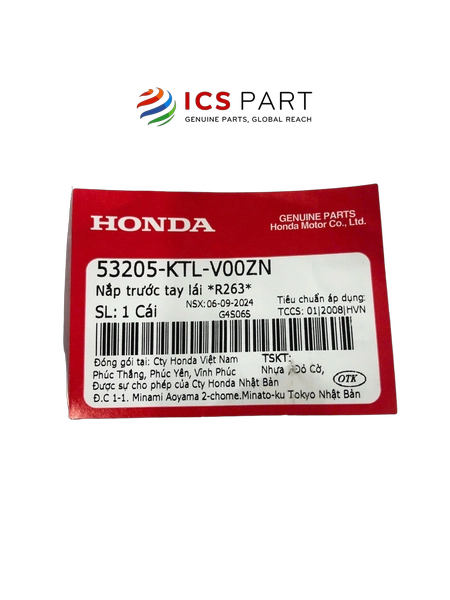 ICS PART
GENUINE PARTS, GLOBAL REACH
HONDA
GENUINE PARTS
Honda Motor Co., Ltd.
53205-KTL-V00ZN
Nắp trước tay lái *R263*
NSX: 06-09-2024
Tiêu chuẩn áp dụng:
SL: 1 Cái
G4S06S
TCCS: 01|2008|HVN
Đóng gói tại: Cty Honda Việt Nam
Phúc Thắng, Phúc Yên, Vĩnh Phúc
Được sự cho phép của Cty Honda Nhật Bản
Đ.C 1-1. Minami Aoyama 2-chome.Minato-ku Tokyo Nhật Bản
TSKT:
Nhựa , Đỏ Cờ,
OTK